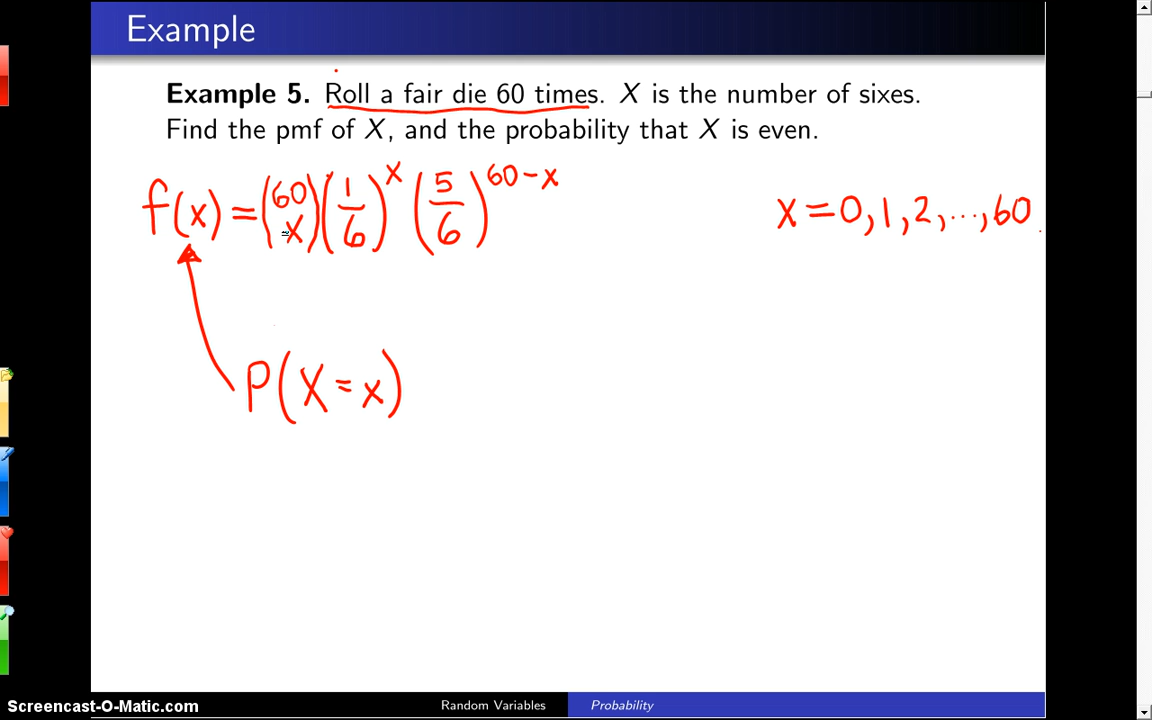 Example
Example 5. Roll a fair die 60 times. X is the number of sixes.
Find the pmf of X, and the probability that X is even.
f(x) = (60 x) (1/6)^x (5/6)^60-x x = 0, 1, 2, ..., 60
P(X = x)
Screencast-O-Matic.com
Random Variables Probability